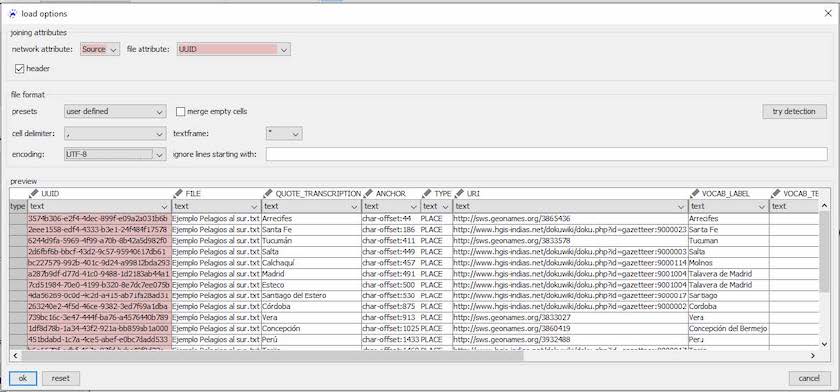 load options
joining attributes
network attribute: Source file attribute: UUID
header
file format
presets user defined merge empty cells try detection
cell delimiter: , textframe: "
encoding: UTF-8 ignore lines starting with:
preview
UUID FILE QUOTE_TRANSCRIPTION ANCHOR TYPE URI VOCAB_LABEL VOCAB_TE
type text text text text text text text text
3574b306-e2f4-4dec-899f-e09a2a031b6b Ejemplo Pelagios al sur.txt Arrecifes char-offset:44 PLACE http://sws.geonames.org/3865436 Arrecifes
2eee1558-edf4-4333-b3e1-24f484f17578 Ejemplo Pelagios al sur.txt Santa Fe char-offset:186 PLACE http://www.hgis-indias.net/dokuwiki/doku.php?id=gazetteer:9000023 Santa Fe
6244d9fa-5969-4f99-a70b-8b42a5d982f0 Ejemplo Pelagios al sur.txt Tucumán char-offset:411 PLACE http://sws.geonames.org/3833578 Tucuman
2d6fbf6b-bbcf-43d2-9c57-95940617db61 Ejemplo Pelagios al sur.txt Salta char-offset:449 PLACE http://www.hgis-indias.net/dokuwiki/doku.php?id=gazetteer:9000003 Salta
bc227579-992b-401c-9d24-a99812bda293 Ejemplo Pelagios al sur.txt Calchaquí char-offset:457 PLACE http://www.hgis-indias.net/dokuwiki/doku.php?id=gazetteer:9000114 Molnos
a287b9df-d77d-41c0-9488-1d2183ab44a1 Ejemplo Pelagios al sur.txt Madrid char-offset:491 PLACE http://www.hgis-indias.net/dokuwiki/doku.php?id=gazetteer:9001104 Talavera de Madrid
7cd51984-70e0-4199-b320-8e7dc7ee075b Ejemplo Pelagios al sur.txt Esteco char-offset:500 PLACE http://www.hgis-indias.net/dokuwiki/doku.php?id=gazetteer:9001104 Talavera de Madrid
4da56269-0c0d-4c2d-a415-ab71f28ad31 Ejemplo Pelagios al sur.txt Santiago del Estero char-offset:530 PLACE http://www.hgis-indias.net/dokuwiki/doku.php?id=gazetteer:9000017 Santiago
263240e2-4f5d-46ce-9382-3ed7f69a1dba Ejemplo Pelagios al sur.txt Cordoba char-offset:875 PLACE http://www.hgis-indias.net/dokuwiki/doku.php?id=gazetteer:9000002 Cordoba
739bc16c-3e47-444f-ba76-a4576440b789 Ejemplo Pelagios al sur.txt Vera char-offset:913 PLACE http://sws.geonames.org/3833027 Vera
1df8d78b-1a34-43f2-921a-bb859ab1a000 Ejemplo Pelagios al sur.txt Concepción char-offset:1025 PLACE http://sws.geonames.org/3860419 Concepción del Bermejo
451bdabd-1c7a-4ce5-abef-e0bc7dadd533 Ejemplo Pelagios al sur.txt Perú char-offset:1433 PLACE http://sws.geonames.org/3932488 Perú
ok reset cancel